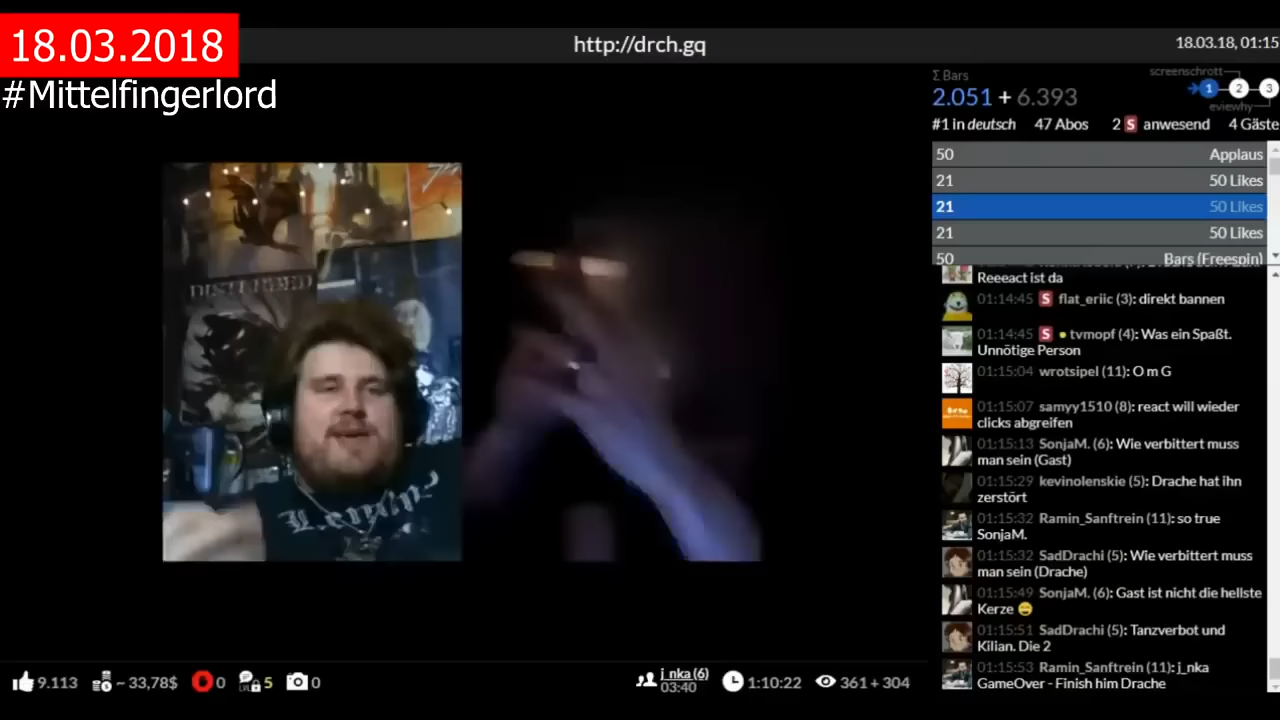 18.03.2018
#Mittelfingerlord
http://drch.gq
18.03.18, 01:15
Σ Bars
2.051 + 6.393
screenschrott
1 2 3
eviewhy
#1 in deutsch 47 Abos 2 S anwesend 4 Gäste
50 Applaus
21 50 Likes
21 50 Likes
21 50 Likes
50 Bars (Freespin)
Reeeact ist da
01:14:45 S flat_eriic (3): direkt bannen
01:14:45 S tvmopf (4): Was ein Spaßt.
Unnötige Person
01:15:04 wrotsipel (11): O m G
01:15:07 samyy1510 (8): react will wieder
clicks abgreifen
01:15:13 SonjaM. (6): Wie verbittert muss
man sein (Gast)
01:15:29 kevinolenskie (5): Drache hat ihn
zerstört
01:15:32 Ramin_Sanftrein (11): so true
SonjaM.
01:15:32 SadDrachi (5): Wie verbittert muss
man sein (Drache)
01:15:49 SonjaM. (6): Gast ist nicht die hellste
Kerze 😄
01:15:51 SadDrachi (5): Tanzverbot und
Kilian. Die 2
01:15:53 Ramin_Sanftrein (11): j_nka
GameOver - Finish him Drache
DISTURBED
9.113 ~ 33,78$ 0 LVL 5 0
j_nka (6)
03:40
1:10:22 361 + 304